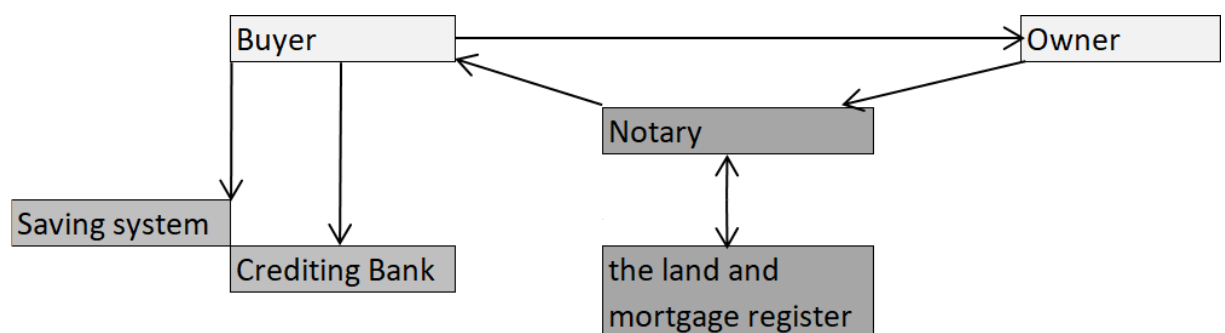 Buyer
Owner
Notary
Saving system
Crediting Bank
the land and
mortgage register